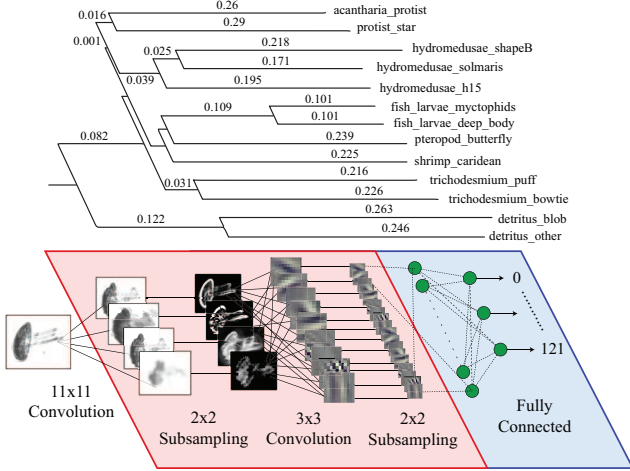 0.26 acantharia_protist
0.016
0.29 protist_star
0.001
0.218 hydromedusae_shapeB
0.025
0.171 hydromedusae_solmaris
0.039
0.195 hydromedusae_h15
0.101 fish_larvae_myctophids
0.109
0.101 fish_larvae_deep_body
0.082
0.239 pteropod_butterfly
0.225 shrimp_caridean
0.216 trichodesmium_puff
0.031
0.226 trichodesmium_bowtie
0.263 detritus_blob
0.122
0.246 detritus_other
0
121
11x11
Convolution
2x2
Subsampling
3x3
Convolution
2x2
Subsampling
Fully
Connected